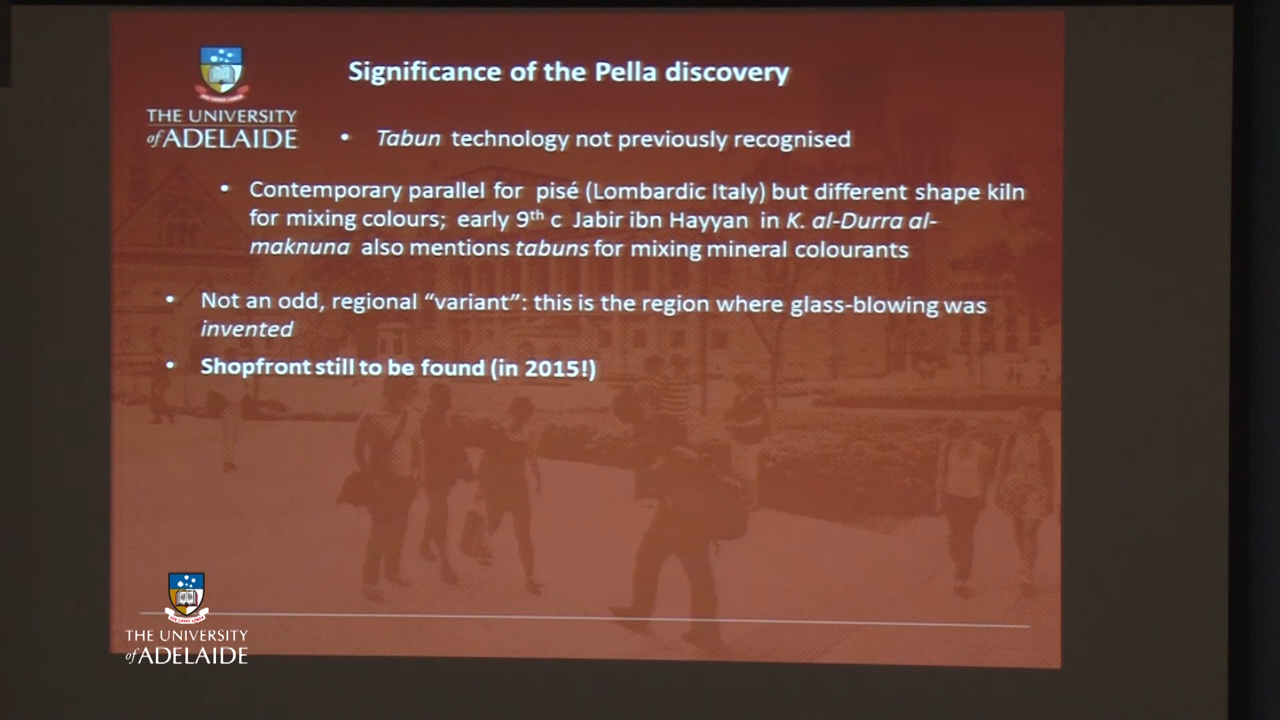 Significance of the Pella discovery
THE UNIVERSITY
of ADELAIDE
• Tabun technology not previously recognised
• Contemporary parallel for pisé (Lombardic Italy) but different shape kiln
for mixing colours; early 9th c Jabir ibn Hayyan in K. al-Durra al-
maknuna also mentions tabuns for mixing mineral colourants
• Not an odd, regional “variant”: this is the region where glass-blowing was
invented
• Shopfront still to be found (in 2015!)
THE UNIVERSITY
of ADELAIDE